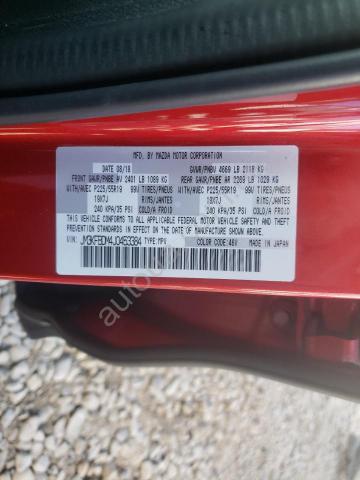 MFD. BY MAZDA MOTOR CORPORATION
DATE 08/18 GVWR/PNBV 4669 LB 2118 KG
FRONT GAWR/PNBE AV 2401 LB 1089 KG REAR GAWR/PNBE AR 2269 LB 1029 KG
WITH/AVEC P225/55R19 99V TIRES/PNEUS WITH/AVEC P225/55R19 99V TIRES/PNEUS
19X7J RIMS/JANTES 19X7J RIMS/JANTES
240 KPA/35 PSI COLD/A FROID 240 KPA/35 PSI COLD/A FROID
THIS VEHICLE CONFORMS TO ALL APPLICABLE FEDERAL MOTOR VEHICLE SAFETY, BUMPER, AND THEFT
PREVENTION STANDARDS IN EFFECT ON THE DATE OF MANUFACTURE SHOWN ABOVE.
VIN: JM3KFBDM4J0463384 TYPE: MPV COLOR: 46V MADE IN JAPAN